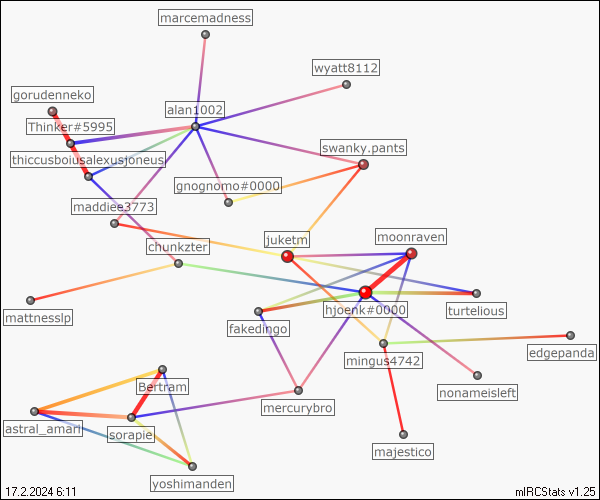 marcemadness
wyatt8112
gorudenneko
alan1002
Thinker#5995
swanky.pants
thiccusboiusalexusjoneus
gnognomo#0000
maddiee3773
juketm
moonraven
chunkzter
hjoenk#0000
turtelious
mattnesslp
fakedingo
mingus4742
edgepanda
Bertram
nonameisleft
mercurybro
astral_amari
sorapie
majestico
yoshimanden
17.2.2024 6:11
mIRCStats v1.25